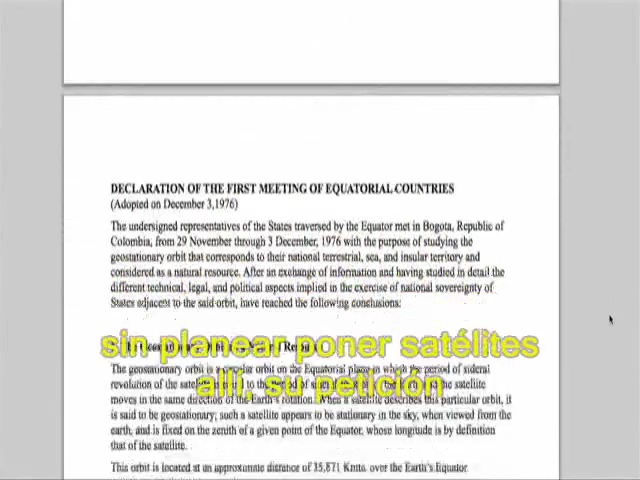 DECLARATION OF THE FIRST MEETING OF EQUATORIAL COUNTRIES
(Adopted on December 3,1976)
The undersigned representatives of the States traversed by the Equator met in Bogota, Republic of
Colombia, from 29 November through 3 December, 1976 with the purpose of studying the
geostationary orbit that corresponds to their national terrestrial, sea, and insular territory and
considered as a natural resource. After an exchange of information and having studied in detail the
different technical, legal, and political aspects implied in the exercise of national sovereignty of
States adjacent to the said orbit, have reached the following conclusions:
sin planear poner satélites
The geostationary orbit is a circular orbit on the Equatorial plane in which the period of sideral
revolution of the satellite
allí, su petición
the satellite
moves in the same direction of the Earth's rotation. When a satellite describes this particular orbit, it
is said to be geostationary; such a satellite appears to be stationary in the sky, when viewed from the
earth, and is fixed on the zenith of a given point of the Equator, whose longitude is by definition
that of the satellite.
This orbit is located at an approximate distance of 35,871 Kmts. over the Earth's Equator.